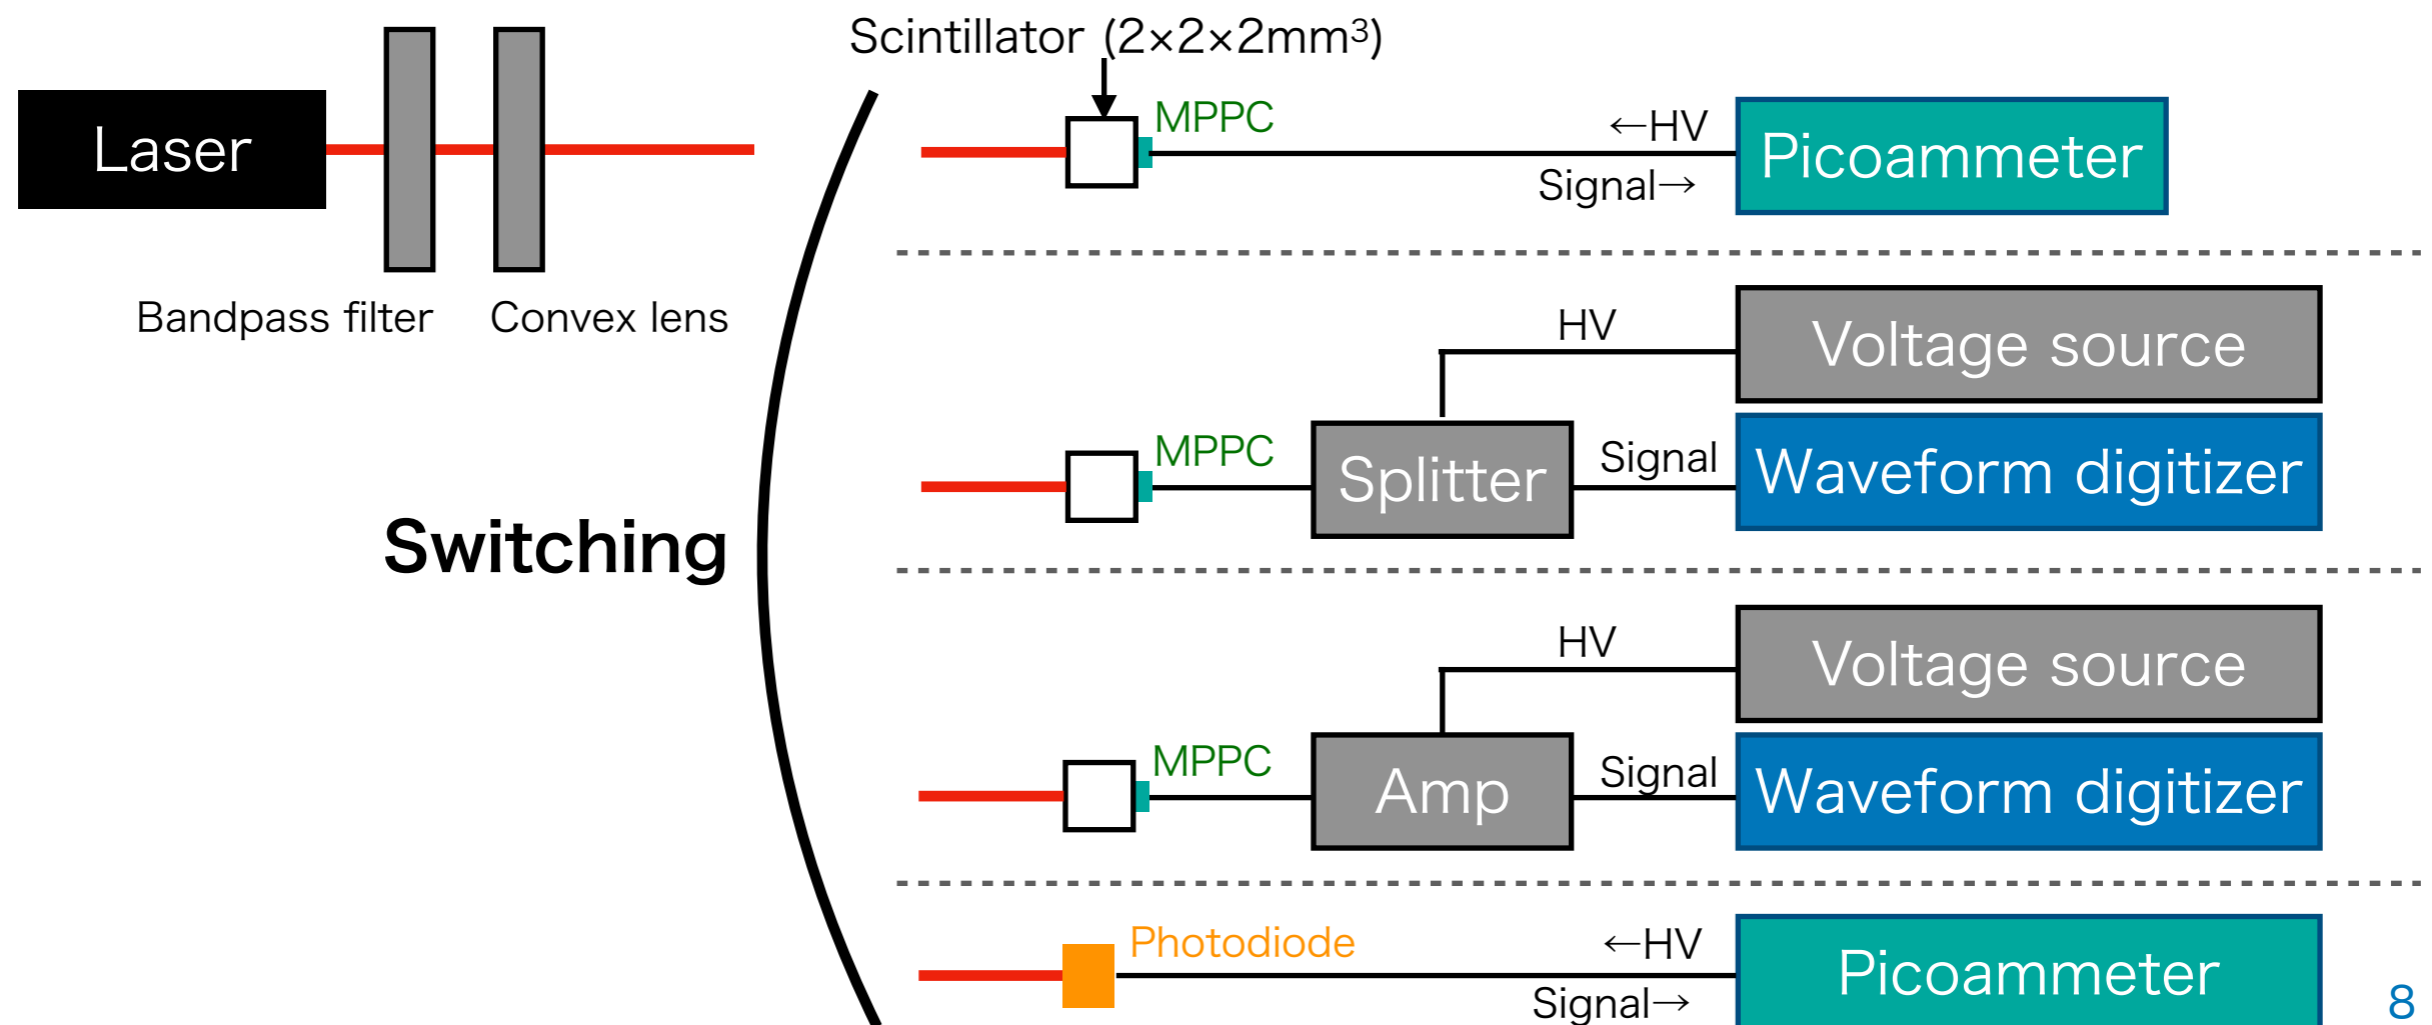 Scintillator (2×2×2mm³)
Laser
MPPC
←HV
Signal→
Picoammeter
Bandpass filter
Convex lens
HV
Voltage source
MPPC
Splitter
Signal
Waveform digitizer
Switching
HV
Voltage source
MPPC
Amp
Signal
Waveform digitizer
Photodiode
←HV
Signal→
Picoammeter
8